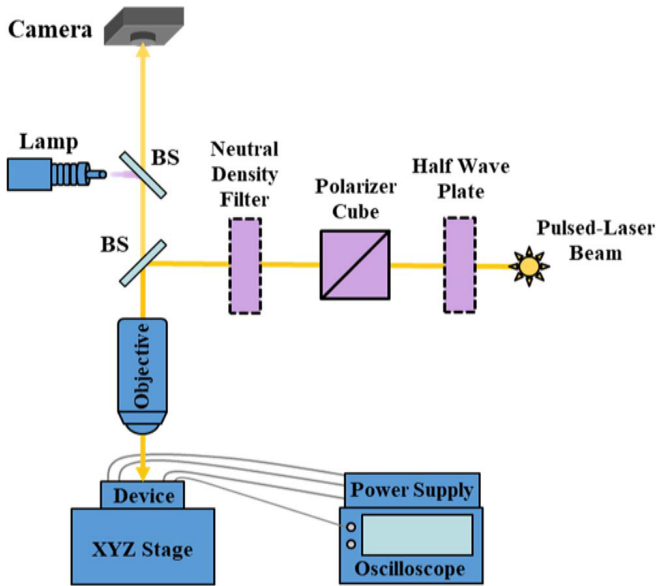 Camera
Lamp
BS
Neutral
Density
Filter
Polarizer
Cube
Half Wave
Plate
Pulsed-Laser
Beam
BS
Objective
Device
XYZ Stage
Power Supply
Oscilloscope